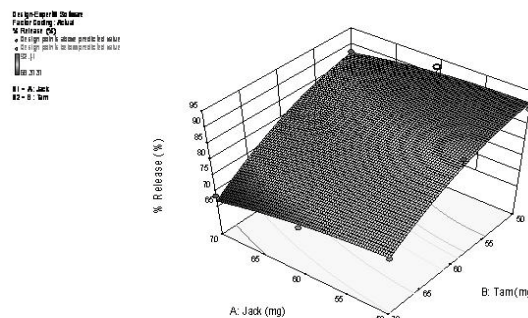 Design-Expert® Software
Factor Coding: Actual
% Release (%)
Design points above predicted value
Design points below predicted value
X1 = A: Jack
X2 = B: Tam
% Release (%)
95
90
85
80
75
70
65
70
65
60
55
50
55
60
65
70
A: Jack (mg)
B: Tam(mg